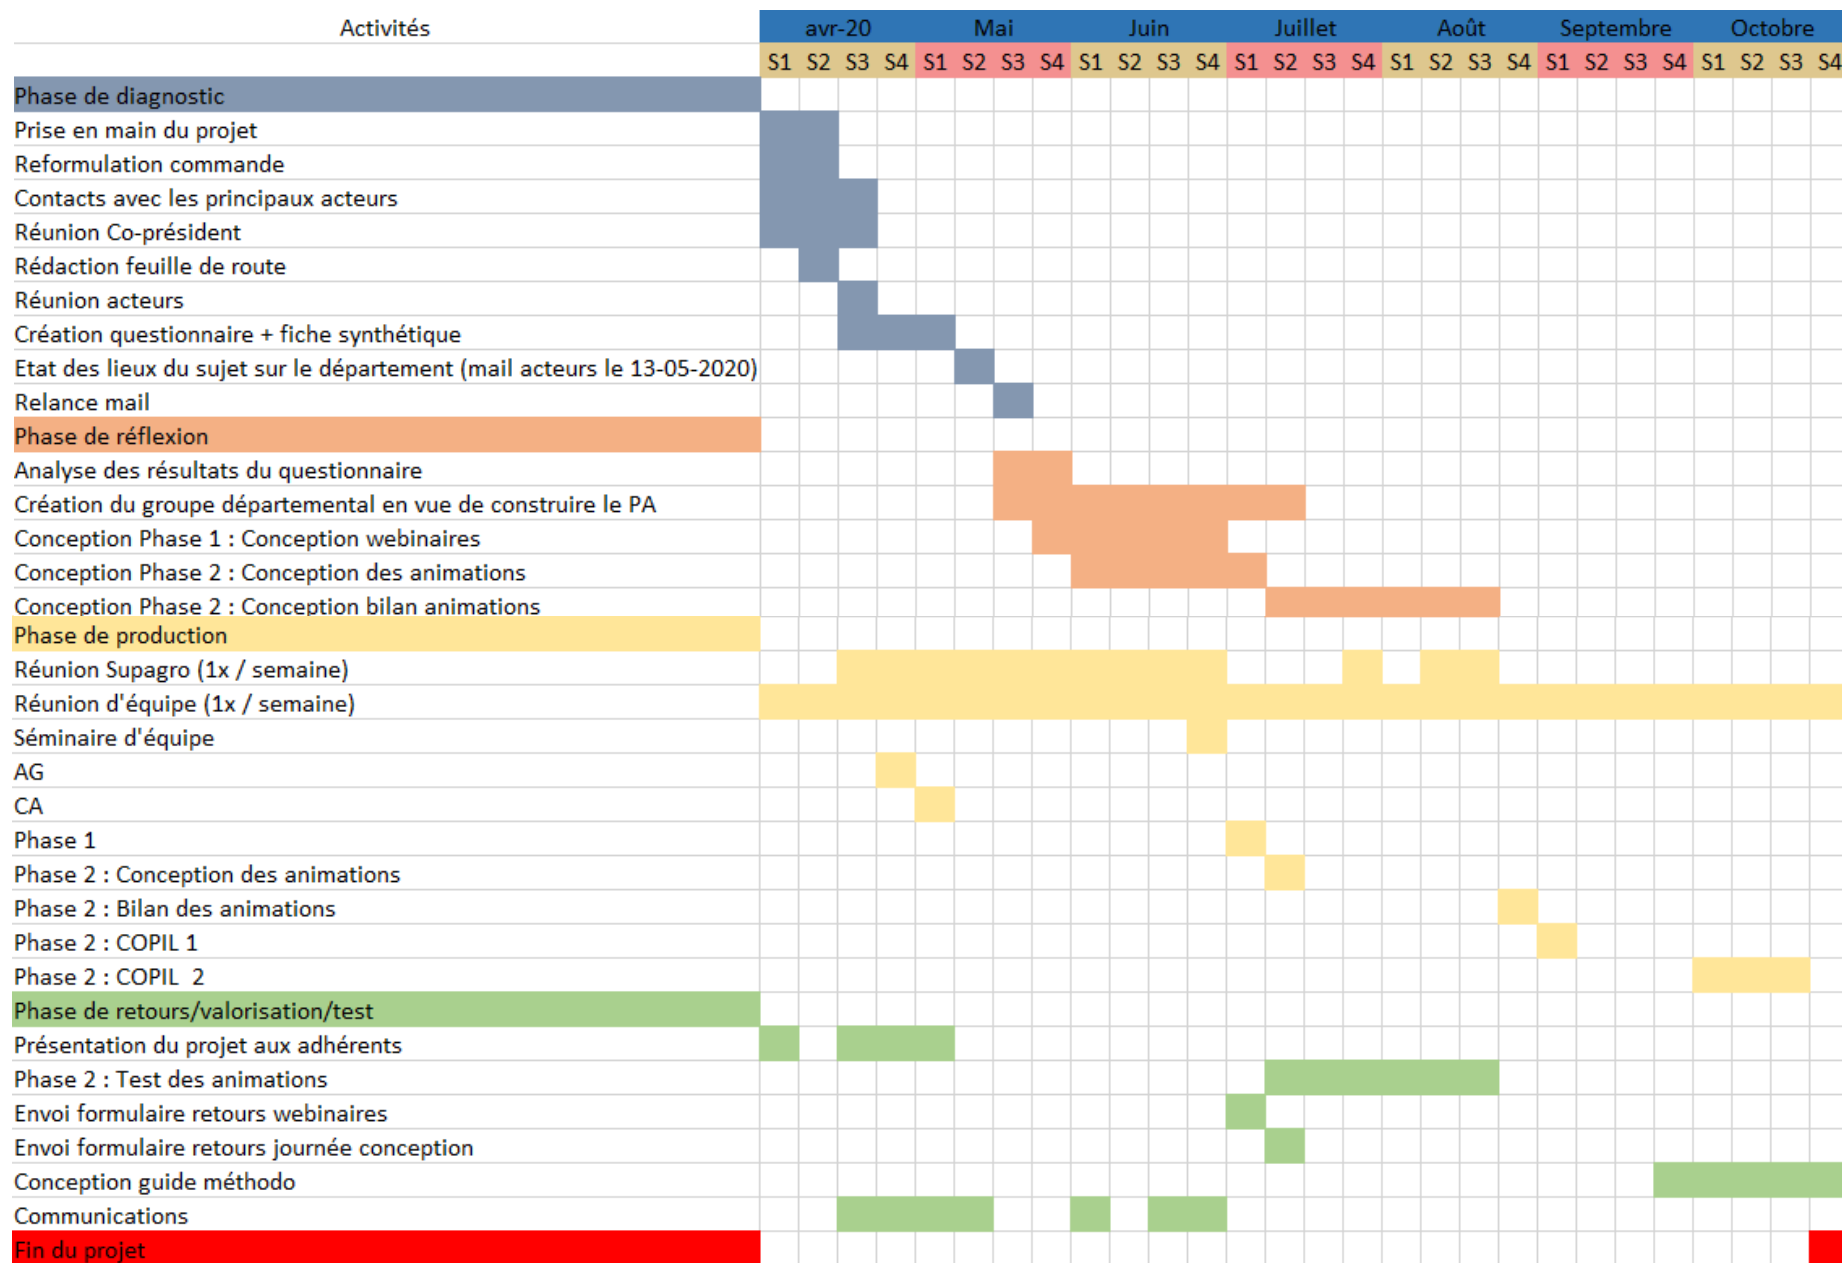 Activités avr-20 Mai Juin Juillet Août Septembre Octobre
S1 S2 S3 S4 S1 S2 S3 S4 S1 S2 S3 S4 S1 S2 S3 S4 S1 S2 S3 S4 S1 S2 S3 S4 S1 S2 S3 S4
Phase de diagnostic
Prise en main du projet
Reformulation commande
Contacts avec les principaux acteurs
Réunion Co-président
Rédaction feuille de route
Réunion acteurs
Création questionnaire + fiche synthétique
Etat des lieux du sujet sur le département (mail acteurs le 13-05-2020)
Relance mail
Phase de réflexion
Analyse des résultats du questionnaire
Création du groupe départemental en vue de construire le PA
Conception Phase 1 : Conception webinaires
Conception Phase 2 : Conception des animations
Conception Phase 2 : Conception bilan animations
Phase de production
Réunion Supagro (1x / semaine)
Réunion d'équipe (1x / semaine)
Séminaire d'équipe
AG
CA
Phase 1
Phase 2 : Conception des animations
Phase 2 : Bilan des animations
Phase 2 : COPIL 1
Phase 2 : COPIL  2
Phase de retours/valorisation/test
Présentation du projet aux adhérents
Phase 2 : Test des animations
Envoi formulaire retours webinaires
Envoi formulaire retours journée conception
Conception guide méthodo
Communications
Fin du projet